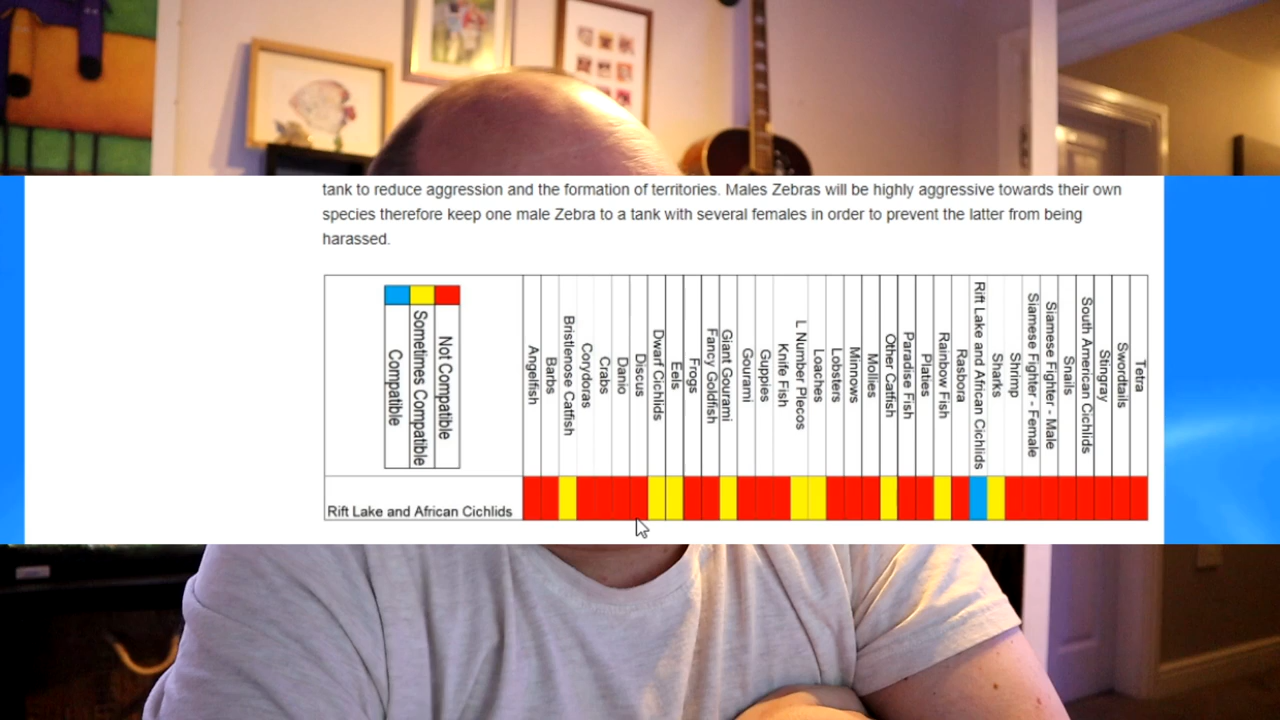 tank to reduce aggression and the formation of territories. Males Zebras will be highly aggressive towards their own
species therefore keep one male Zebra to a tank with several females in order to prevent the latter from being
harassed.
Compatible
Sometimes Compatible
Not Compatible
Angelfish
Barbs
Bristlenose Catfish
Corydoras
Crabs
Danio
Discus
Dwarf Cichlids
Eels
Frogs
Fancy Goldfish
Giant Gourami
Gourami
Guppies
Knife Fish
L Number Plecos
Loaches
Lobsters
Minnows
Mollies
Other Catfish
Paradise Fish
Platies
Rainbow Fish
Rasbora
Rift Lake and African Cichlids
Sharks
Shrimp
Siamese Fighter - Female
Siamese Fighter - Male
Snails
South American Cichlids
Stingray
Swordtails
Tetra
Rift Lake and African Cichlids